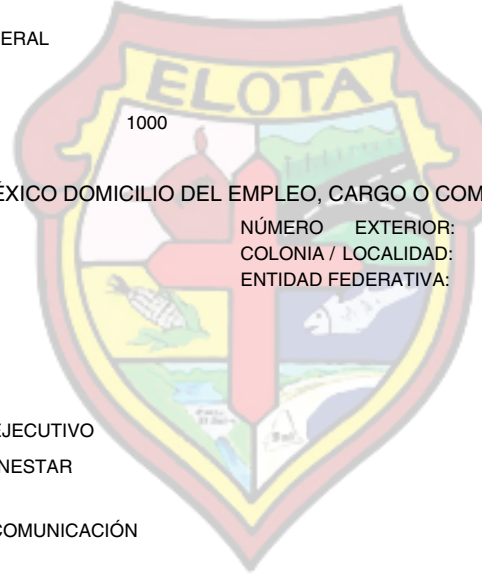 ERAL
ELOTA
1000
ÉXICO DOMICILIO DEL EMPLEO, CARGO O COM
NÚMERO EXTERIOR:
COLONIA / LOCALIDAD:
ENTIDAD FEDERATIVA:
EJECUTIVO
NESTAR
COMUNICACIÓN